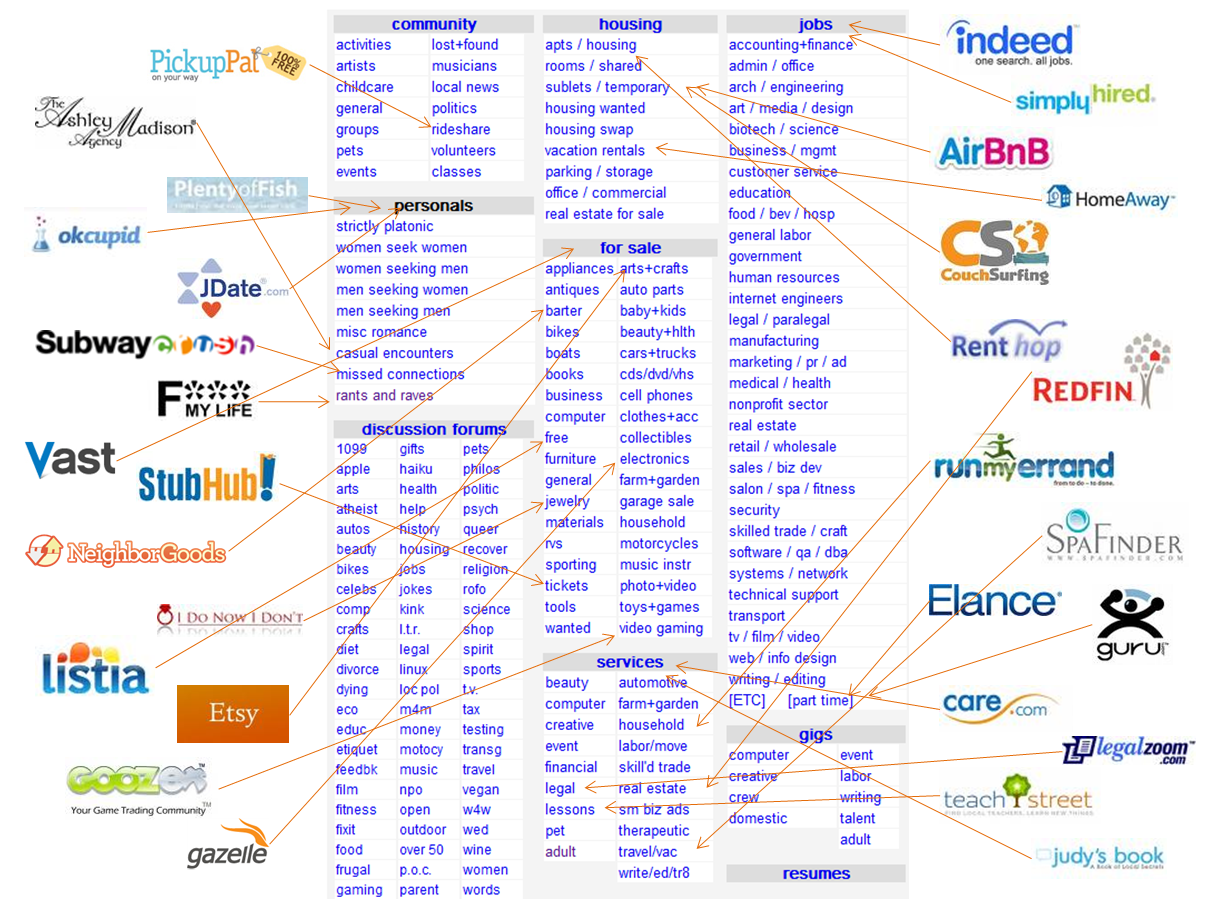 PickupPal
on your way
100% FREE
The
Ashley Madison
Agency
PlentyofFish
okcupid
JDate.com
Subway
F****
MY LIFE
Vast
StubHub!
NeighborGoods
I Do Now I Don't
listia
Etsy
GOOZEX
Your Game Trading Community™
gazelle
community
activities lost+found
artists musicians
childcare local news
general politics
groups rideshare
pets volunteers
events classes
personals
strictly platonic
women seek women
women seeking men
men seeking women
men seeking men
misc romance
casual encounters
missed connections
rants and raves
discussion forums
1099 gifts pets
apple haiku philos
arts health politic
atheist help psych
autos history queer
beauty housing recover
bikes jobs religion
celebs jokes rofo
comp kink science
crafts l.t.r. shop
diet legal spirit
divorce linux sports
dying loc pol t.v.
eco m4m tax
educ money testing
etiquet motocy transg
feedbk music travel
film npo vegan
fitness open w4w
fixit outdoor wed
food over 50 wine
frugal p.o.c. women
gaming parent words
housing
apts / housing
rooms / shared
sublets / temporary
housing wanted
housing swap
vacation rentals
parking / storage
office / commercial
real estate for sale
for sale
appliances arts+crafts
antiques auto parts
barter baby+kids
bikes beauty+hlth
boats cars+trucks
books cds/dvd/vhs
business cell phones
computer clothes+acc
free collectibles
furniture electronics
general farm+garden
jewelry garage sale
materials household
rvs motorcycles
sporting music instr
tickets photo+video
tools toys+games
wanted video gaming
services
beauty automotive
computer farm+garden
creative household
event labor/move
financial skill'd trade
legal real estate
lessons sm biz ads
pet therapeutic
adult travel/vac
write/ed/tr8
jobs
accounting+finance
admin / office
arch / engineering
art / media / design
biotech / science
business / mgmt
customer service
education
food / bev / hosp
general labor
government
human resources
internet engineers
legal / paralegal
manufacturing
marketing / pr / ad
medical / health
nonprofit sector
real estate
retail / wholesale
sales / biz dev
salon / spa / fitness
security
skilled trade / craft
software / qa / dba
systems / network
technical support
transport
tv / film / video
web / info design
writing / editing
[ETC] [part time]
gigs
computer event
creative labor
crew writing
domestic talent
adult
resumes
indeed
one search. all jobs.
simplyhired
AirBnB
HomeAway
CS
CouchSurfing
Rent hop
REDFIN
runmyerrand
from to do - to done.
SPAFINDER
WWW.SPAFINDER.COM
Elance
guru
care.com
legalzoom
.com
teachstreet
FIND LOCAL TEACHERS, LEARN NEW THINGS.
judy's book
A Book of Local Secrets